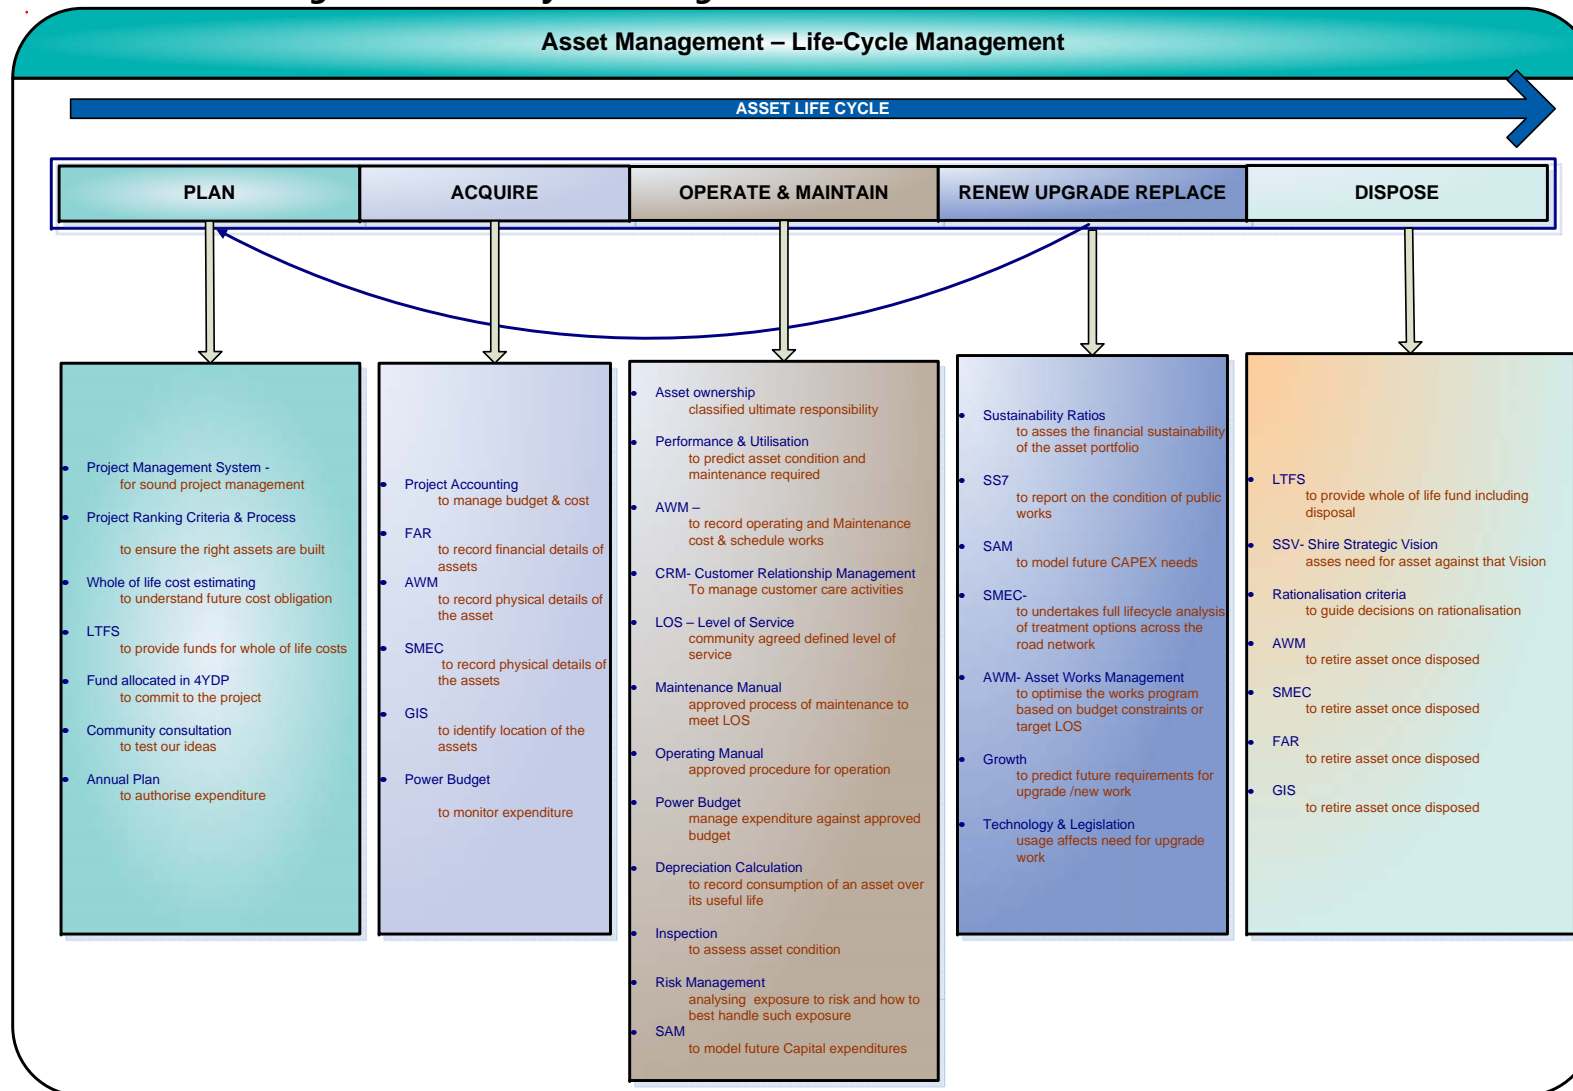 Asset Management – Life-Cycle Management
ASSET LIFE CYCLE
PLAN
ACQUIRE
OPERATE & MAINTAIN
RENEW UPGRADE REPLACE
DISPOSE
Project Management System -
for sound project management
Project Ranking Criteria & Process
to ensure the right assets are built
Whole of life cost estimating
to understand future cost obligation
LTFS
to provide funds for whole of life costs
Fund allocated in 4YDP
to commit to the project
Community consultation
to test our ideas
Annual Plan
to authorise expenditure
Project Accounting
to manage budget & cost
FAR
to record financial details of
assets
AWM
to record physical details of
the asset
SMEC
to record physical details of
the assets
GIS
to identify location of the
assets
Power Budget
to monitor expenditure
Asset ownership
classified ultimate responsibility
Performance & Utilisation
to predict asset condition and
maintenance required
AWM –
to record operating and Maintenance
cost & schedule works
CRM- Customer Relationship Management
To manage customer care activities
LOS – Level of Service
community agreed defined level of
service
Maintenance Manual
approved process of maintenance to
meet LOS
Operating Manual
approved procedure for operation
Power Budget
manage expenditure against approved
budget
Depreciation Calculation
to record consumption of an asset over
its useful life
Inspection
to assess asset condition
Risk Management
analysing exposure to risk and how to
best handle such exposure
SAM
to model future Capital expenditures
Sustainability Ratios
to asses the financial sustainability
of the asset portfolio
SS7
to report on the condition of public
works
SAM
to model future CAPEX needs
SMEC-
to undertakes full lifecycle analysis
of treatment options across the
road network
AWM- Asset Works Management
to optimise the works program
based on budget constraints or
target LOS
Growth
to predict future requirements for
upgrade /new work
Technology & Legislation
usage affects need for upgrade
work
LTFS
to provide whole of life fund including
disposal
SSV- Shire Strategic Vision
asses need for asset against that Vision
Rationalisation criteria
to guide decisions on rationalisation
AWM
to retire asset once disposed
SMEC
to retire asset once disposed
FAR
to retire asset once disposed
GIS
to retire asset once disposed